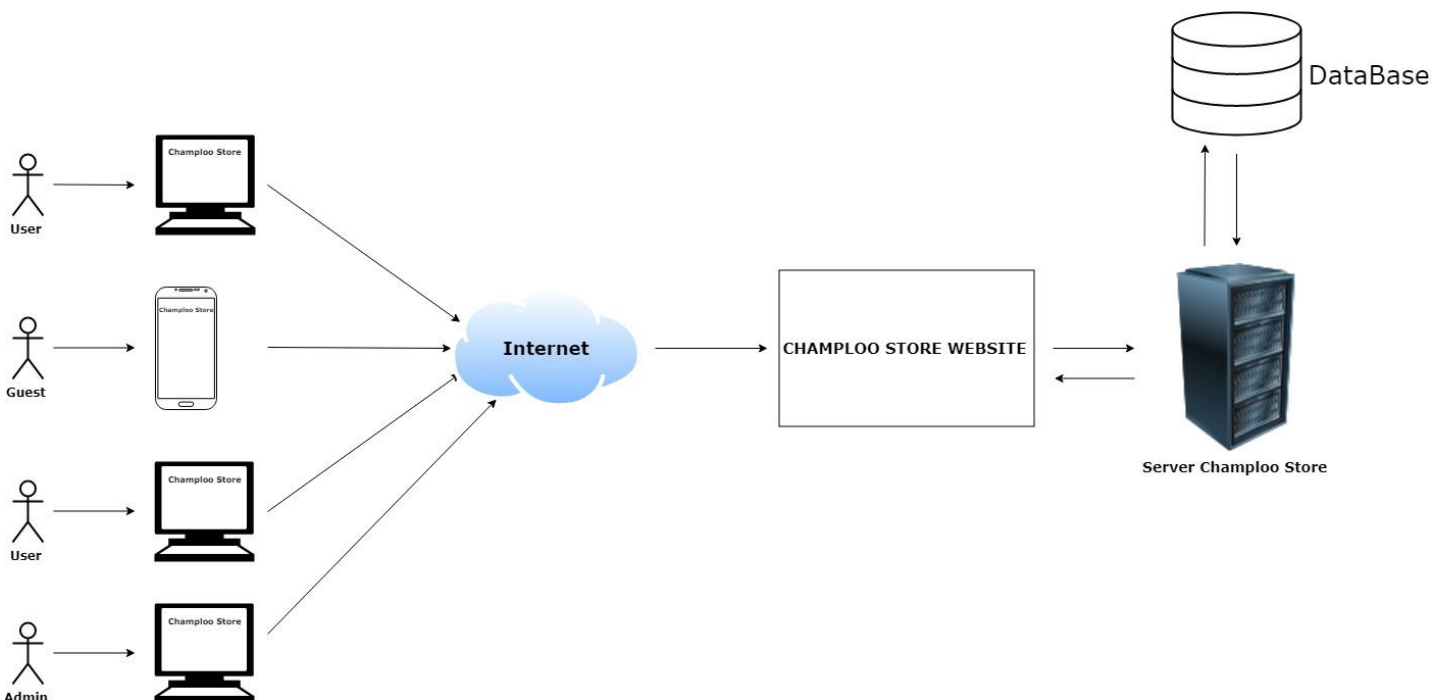 DataBase
Champloo Store
User
Champloo Store
Guest
Internet
CHAMPLOO STORE WEBSITE
Server Champloo Store
Champloo Store
User
Champloo Store
Admin